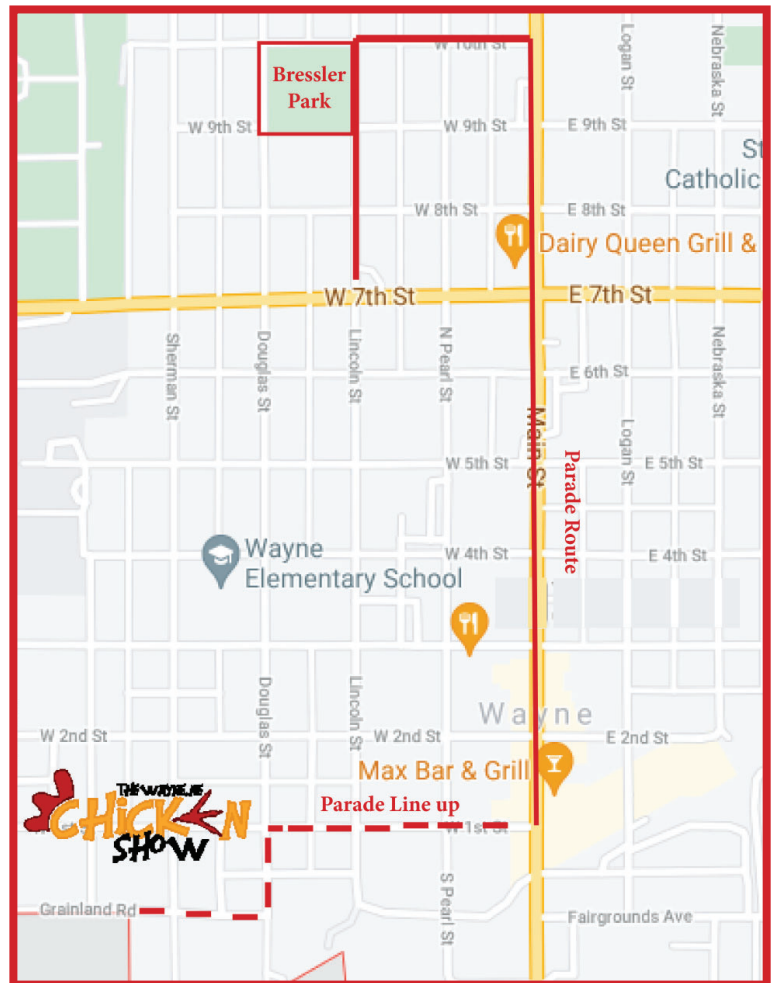 W 10th St
Logan St
Nebraska St
Bressler
Park
W 9th St
W 9th St
E 9th St
St
Catholic
W 8th St
E 8th St
Dairy Queen Grill &
W 7th St
E 7th St
Sherman St
Douglas St
Lincoln St
N Pearl St
E 6th St
Nebraska St
Main St
Logan St
W 5th St
E 5th St
Parade Route
Wayne
Elementary School
W 4th St
E 4th St
Douglas St
Lincoln St
Wayne
W 2nd St
W 2nd St
E 2nd St
Max Bar & Grill
THE WAYNE, NE
CHICKEN
SHOW
Parade Line up
W 1st St
S Pearl St
Grainland Rd
Fairgrounds Ave